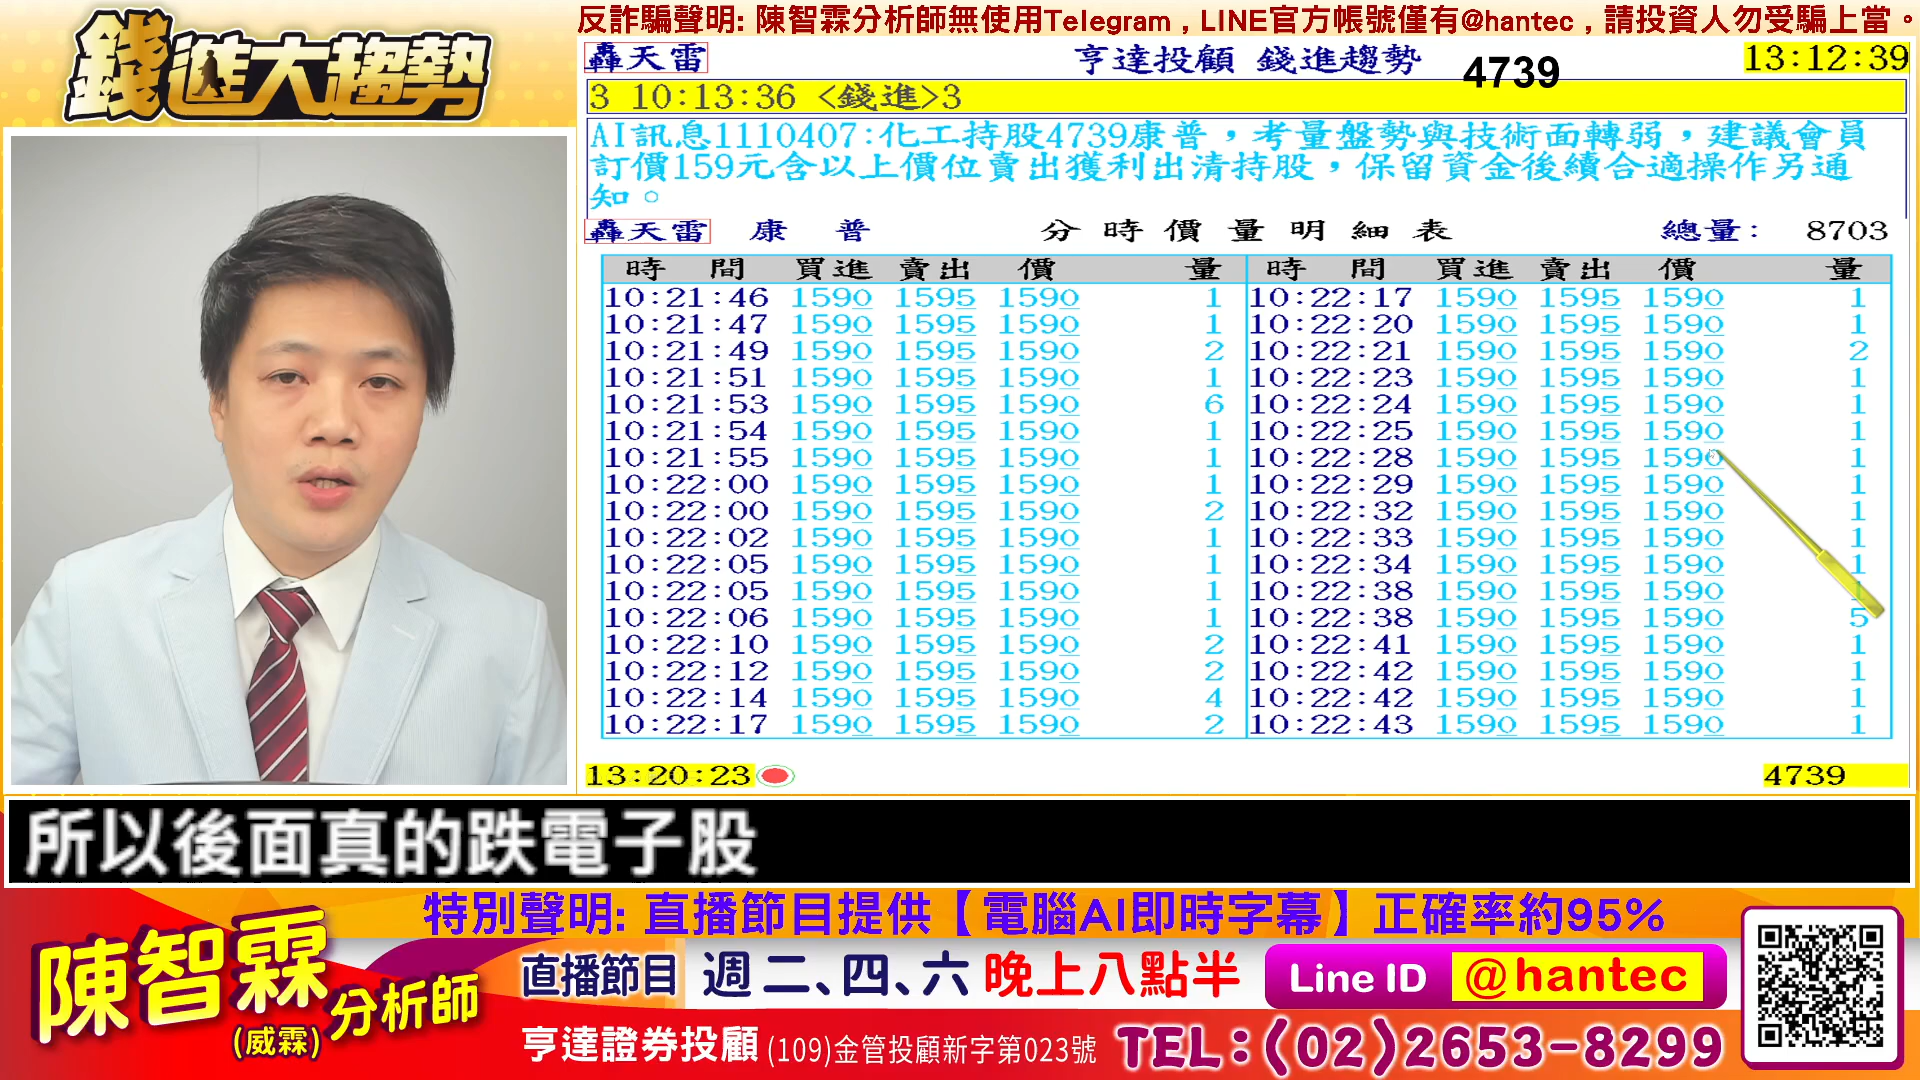 錢進大趨勢
反詐騙聲明: 陳智霖分析師無使用Telegram , LINE官方帳號僅有@hantec , 請投資人勿受騙上當。
轟天雷 亨達投顧 錢進趨勢 4739 13:12:39
3 10:13:36 <錢進>3
AI訊息1110407:化工持股4739康普，考量盤勢與技術面轉弱，建議會員
訂價159元含以上價位賣出獲利出清持股，保留資金後續合適操作另通
知。
轟天雷 康 普 分 時 價 量 明 細 表 總量: 8703
時 間 買進 賣出 價 量 時 間 買進 賣出 價 量
10:21:46 1590 1595 1590 1 10:22:17 1590 1595 1590 1
10:21:47 1590 1595 1590 1 10:22:20 1590 1595 1590 1
10:21:49 1590 1595 1590 2 10:22:21 1590 1595 1590 2
10:21:51 1590 1595 1590 1 10:22:23 1590 1595 1590 1
10:21:53 1590 1595 1590 6 10:22:24 1590 1595 1590 1
10:21:54 1590 1595 1590 1 10:22:25 1590 1595 1590 1
10:21:55 1590 1595 1590 1 10:22:28 1590 1595 1590 1
10:22:00 1590 1595 1590 1 10:22:29 1590 1595 1590 1
10:22:00 1590 1595 1590 2 10:22:32 1590 1595 1590 1
10:22:02 1590 1595 1590 1 10:22:33 1590 1595 1590 1
10:22:05 1590 1595 1590 1 10:22:34 1590 1595 1590 1
10:22:05 1590 1595 1590 1 10:22:38 1590 1595 1590 1
10:22:06 1590 1595 1590 1 10:22:38 1590 1595 1590 5
10:22:10 1590 1595 1590 2 10:22:41 1590 1595 1590 1
10:22:12 1590 1595 1590 2 10:22:42 1590 1595 1590 1
10:22:14 1590 1595 1590 4 10:22:42 1590 1595 1590 1
10:22:17 1590 1595 1590 2 10:22:43 1590 1595 1590 1
13:20:23 4739
所以後面真的跌電子股
特別聲明: 直播節目提供【電腦AI即時字幕】正確率約95%
陳智霖 (威霖) 分析師
直播節目 週二、四、六 晚上八點半 Line ID @hantec
亨達證券投顧 (109)金管投顧新字第023號 TEL:(02)2653-8299